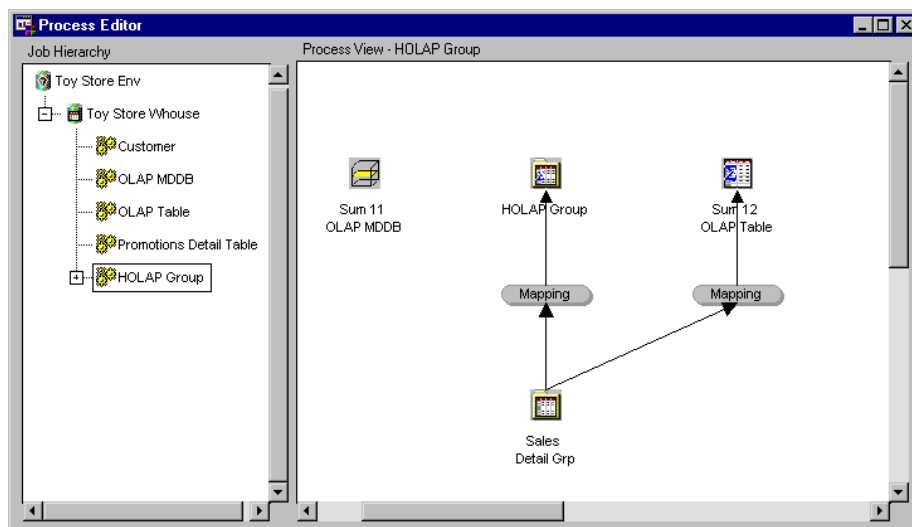 Process Editor
Job Hierarchy
Toy Store Env
Toy Store Whouse
Customer
OLAP MDDB
OLAP Table
Promotions Detail Table
HOLAP Group
Process View - HOLAP Group
Sum 11
OLAP MDDB
HOLAP Group
Sum 12
OLAP Table
Mapping
Mapping
Sales
Detail Grp